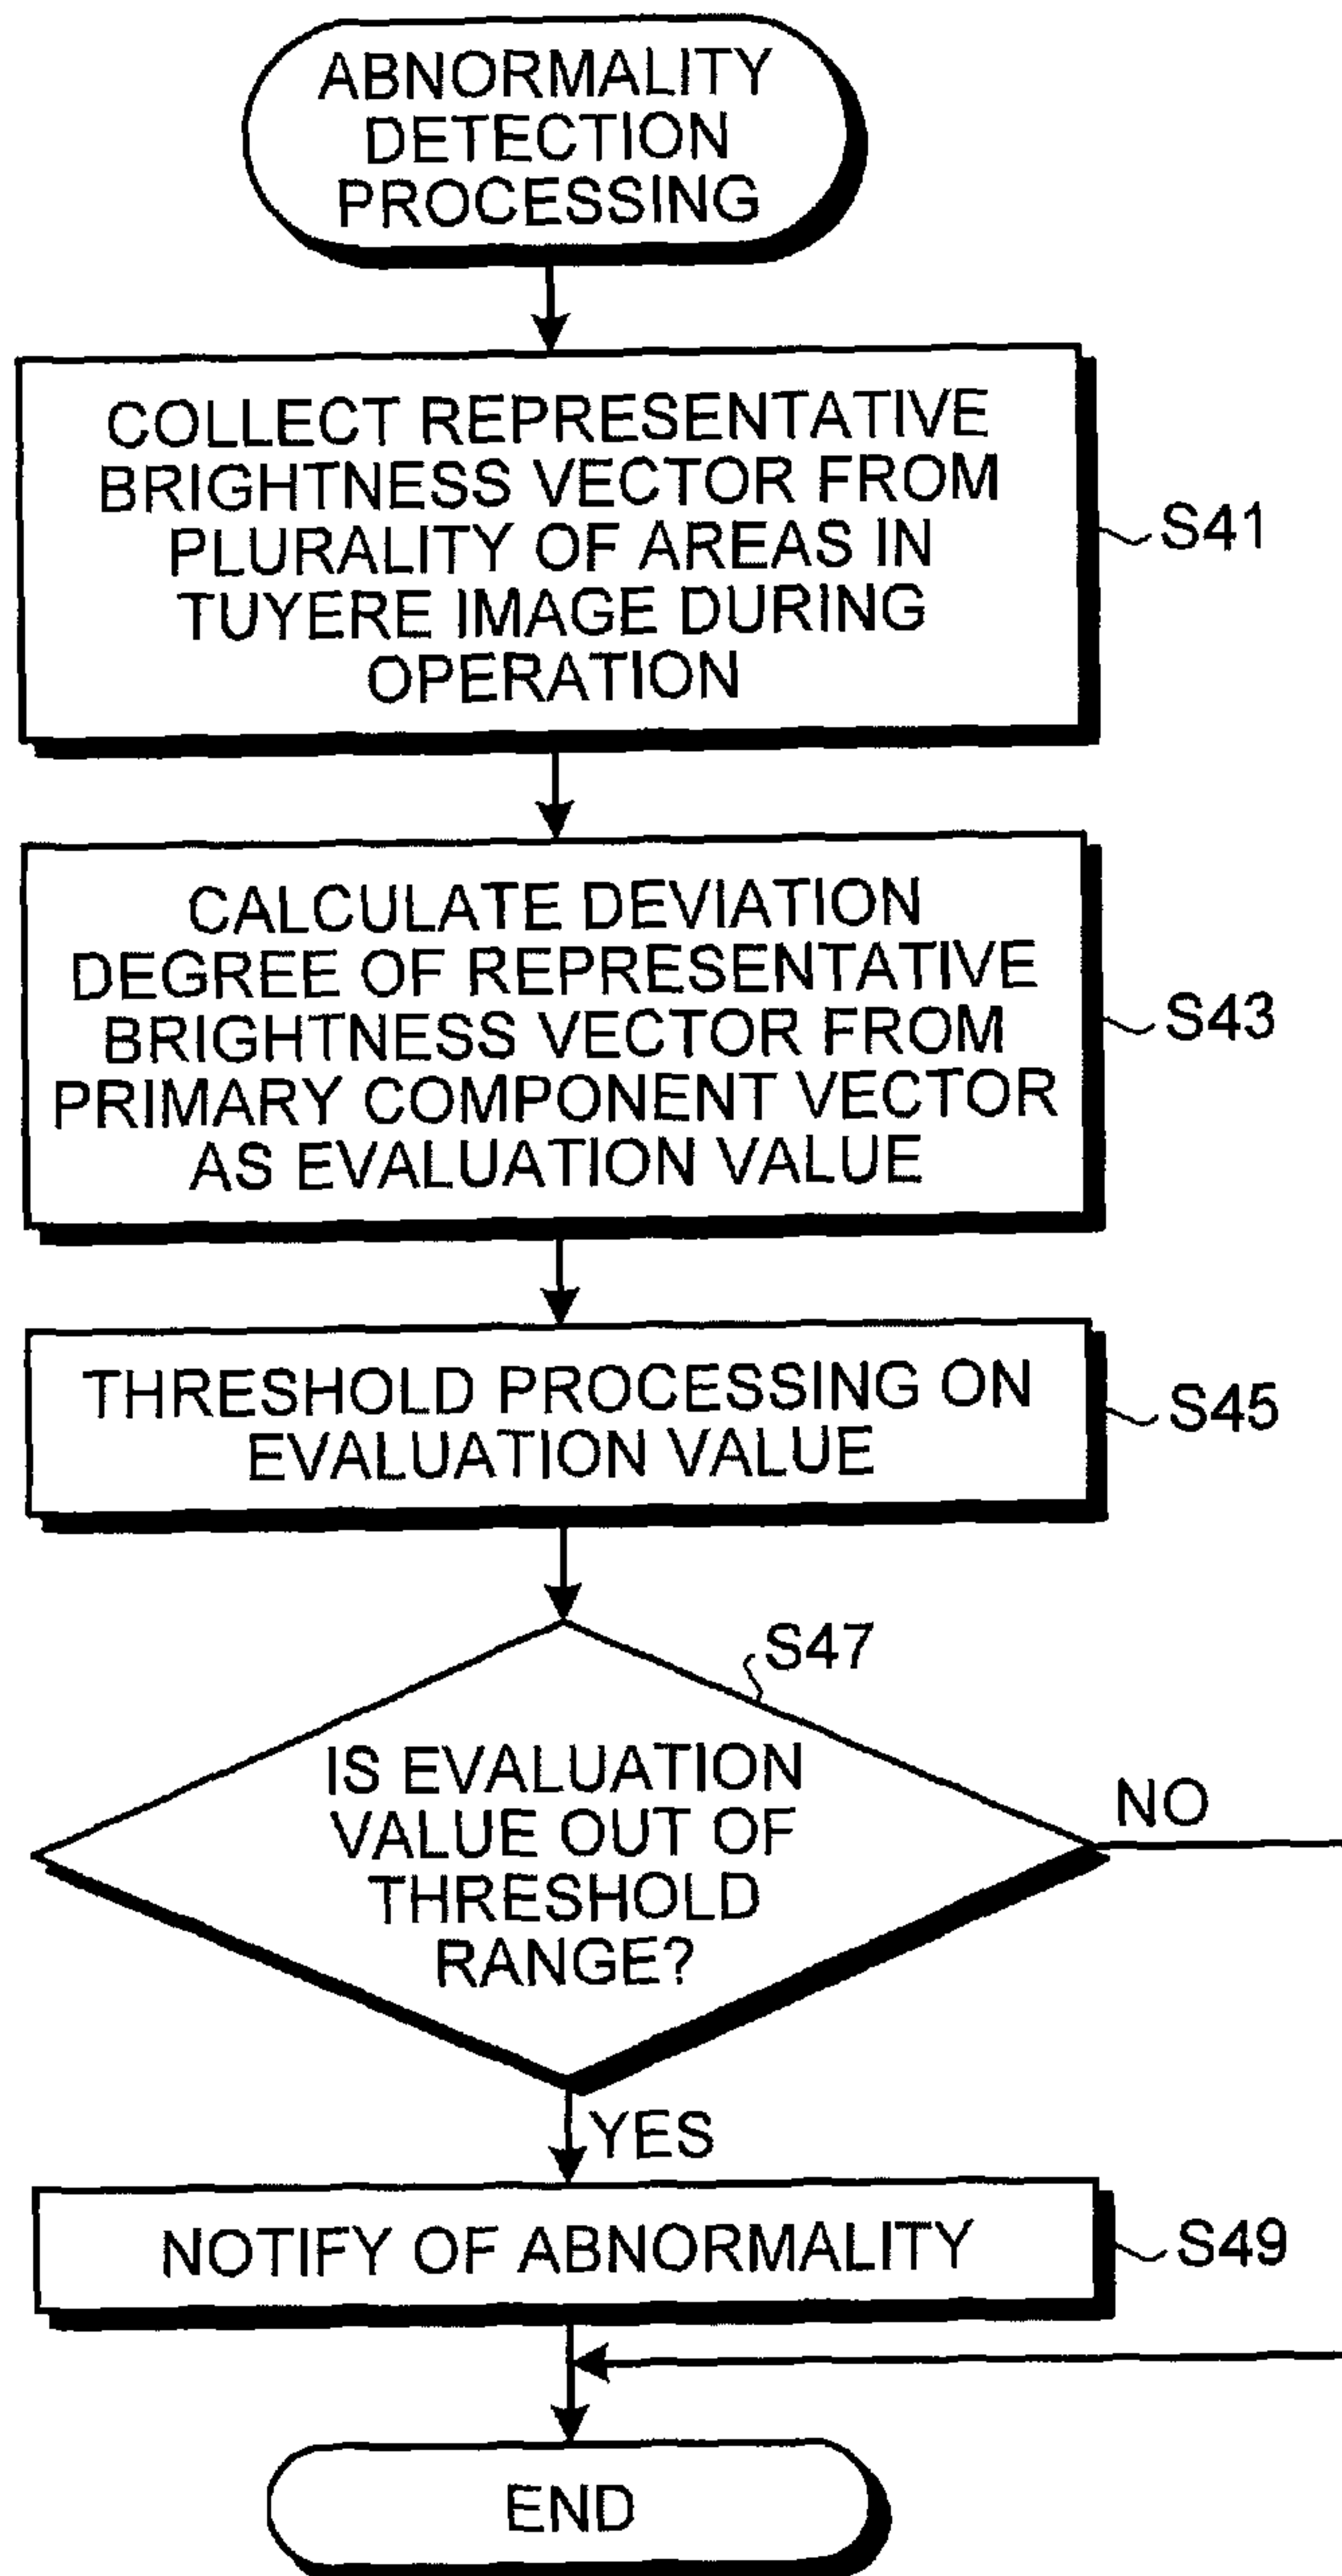 ABNORMALITY
DETECTION
PROCESSING
COLLECT REPRESENTATIVE
BRIGHTNESS VECTOR FROM
PLURALITY OF AREAS IN
TUYERE IMAGE DURING
OPERATION
S41
CALCULATE DEVIATION
DEGREE OF REPRESENTATIVE
BRIGHTNESS VECTOR FROM
PRIMARY COMPONENT VECTOR
AS EVALUATION VALUE
S43
THRESHOLD PROCESSING ON
EVALUATION VALUE
S45
S47
IS EVALUATION
VALUE OUT OF
THRESHOLD
RANGE?
NO
YES
NOTIFY OF ABNORMALITY
S49
END